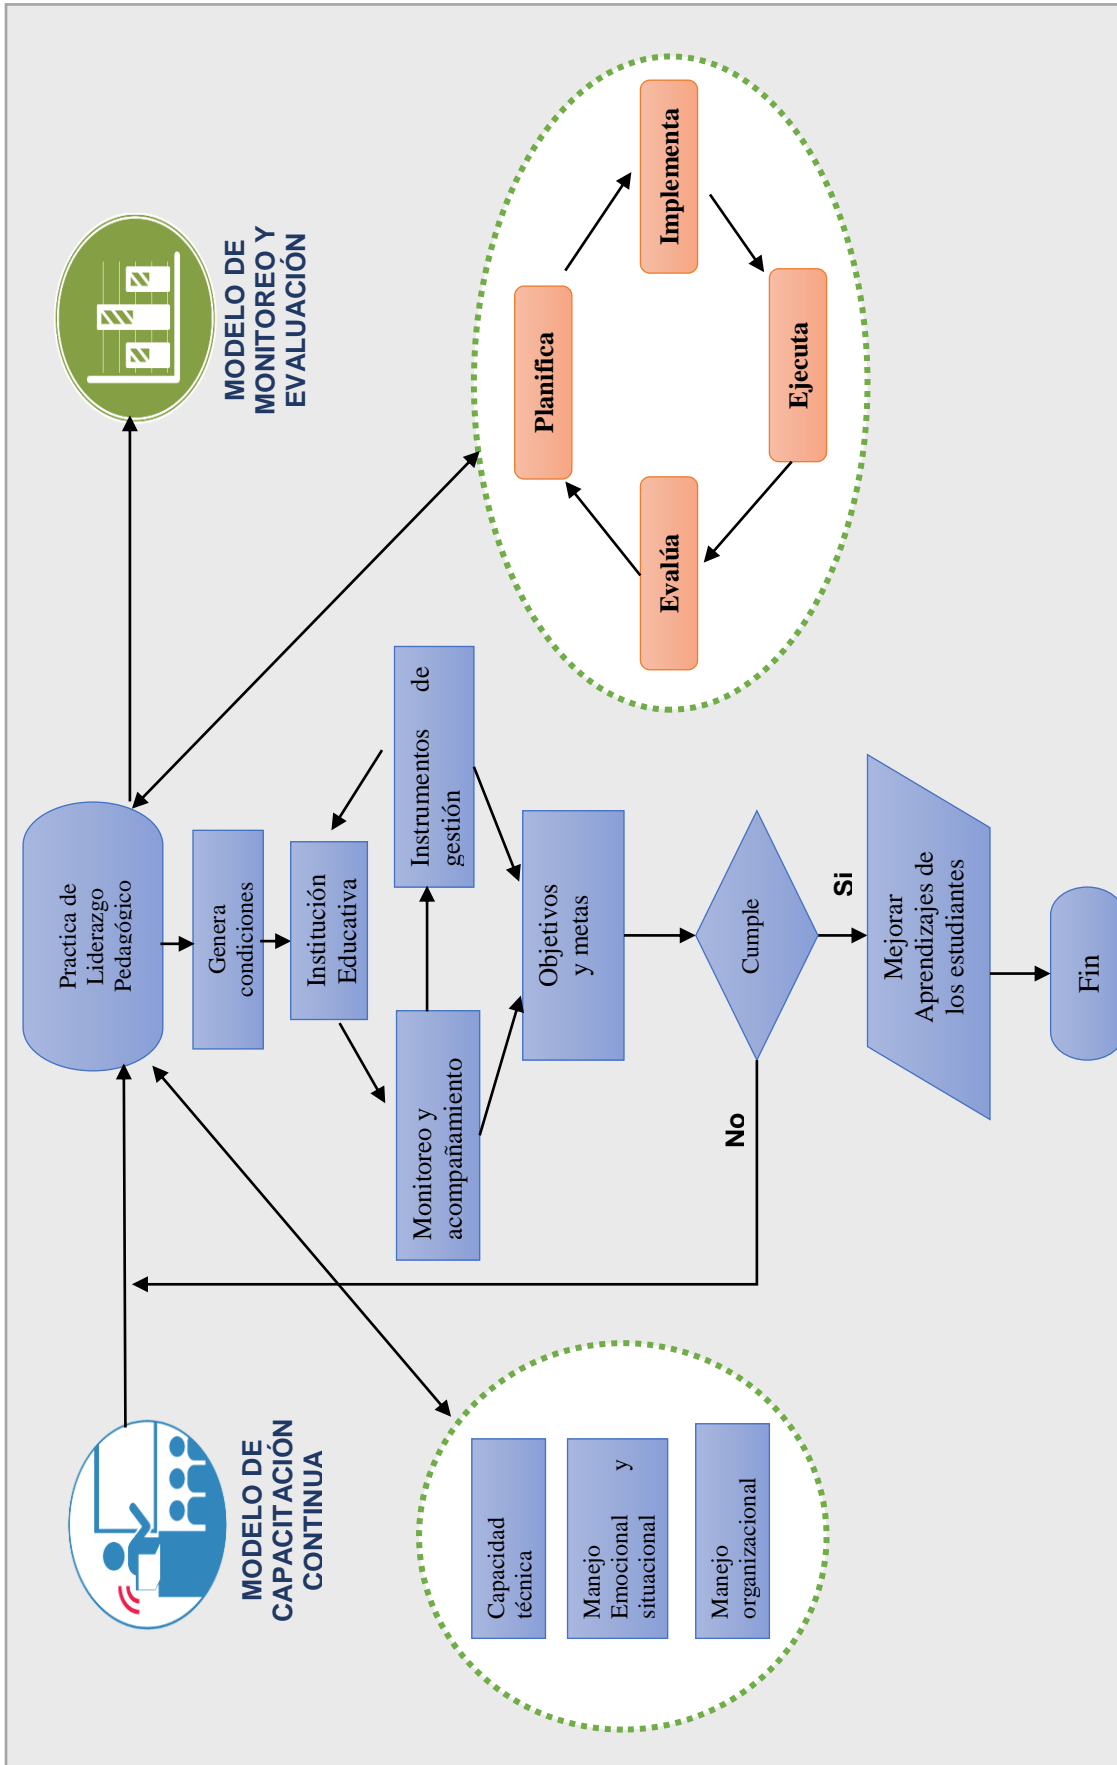 MODELO DE
CAPACITACIÓN
CONTINUA
Practica de
Liderazgo
Pedagógico
MODELO DE
MONITOREO Y
EVALUACIÓN
Genera
condiciones
Institución
Educativa
Monitoreo y
acompañamiento
Instrumentos de
gestión
Objetivos
y metas
Cumple
No
Si
Mejorar
Aprendizajes de
los estudiantes
Fin
Capacidad
técnica
Manejo
Emocional y
situacional
Manejo
organizacional
Planifica
Implementa
Ejecuta
Evalúa